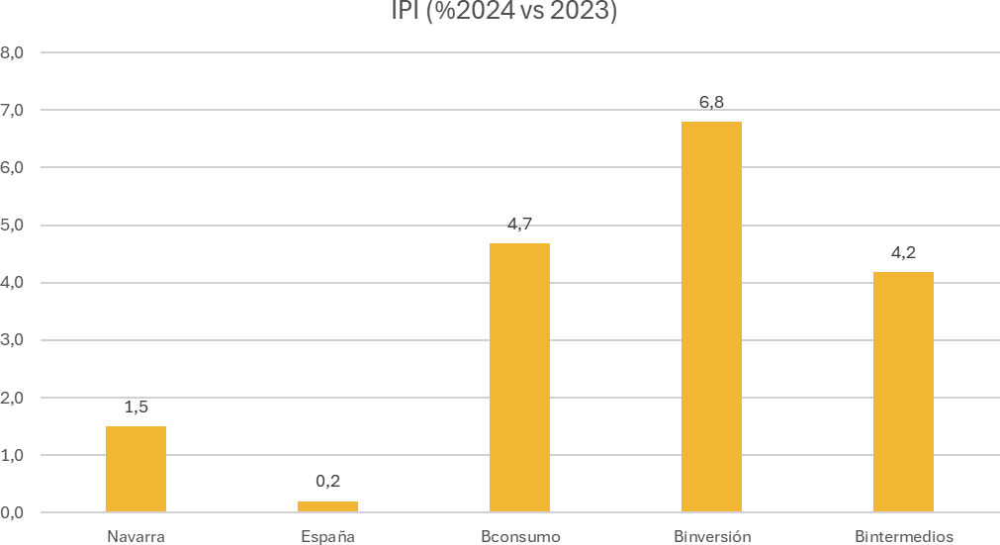 IPI (%2024 vs 2023)
8,0
7,0
6,0
5,0
4,0
3,0
2,0
1,0
0,0
1,5
0,2
4,7
6,8
4,2
Navarra
España
Bconsumo
Binversión
Bintermedios